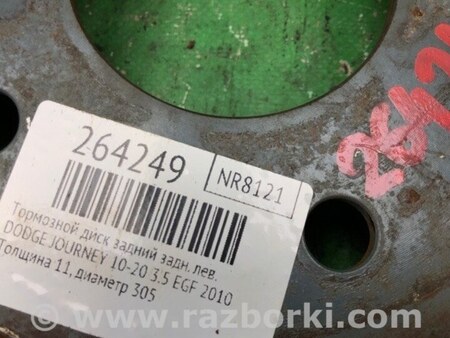 264249
NR8121
Тормозной диск задний задн. лев.
DODGE JOURNEY 10-20 3.5 EGF 2010
Толщина 11, диаметр 305
www.razborki.com